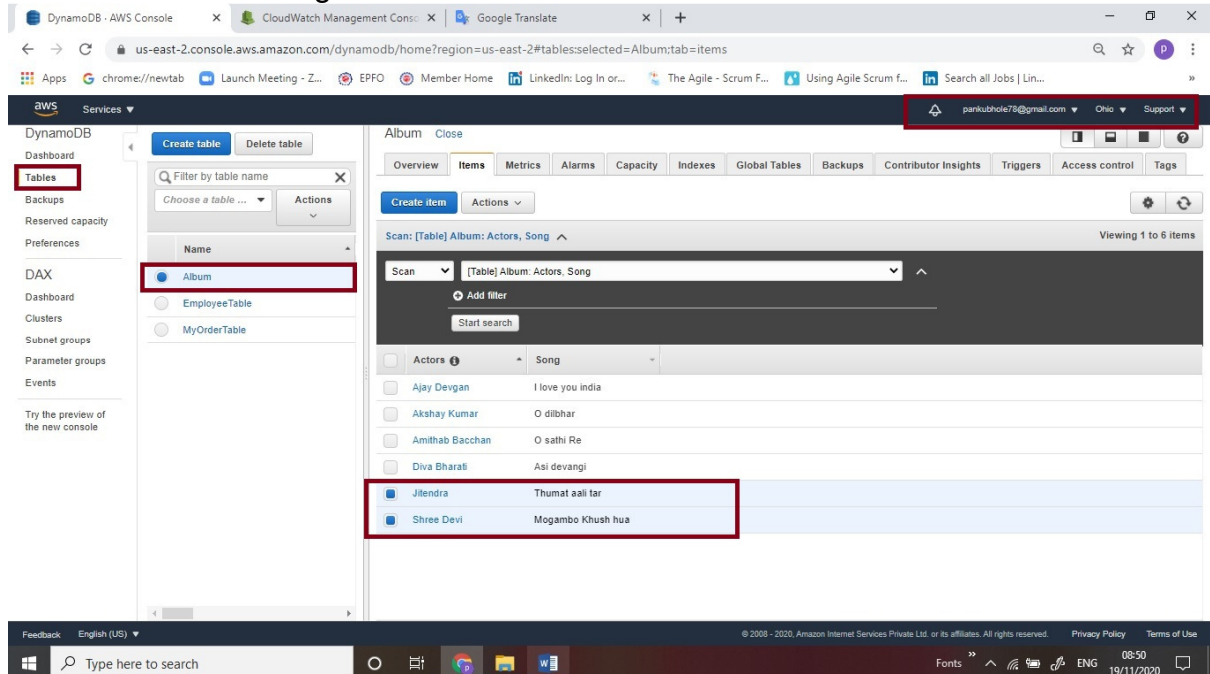 DynamoDB · AWS Console
CloudWatch Management Conso
Google Translate
us-east-2.console.aws.amazon.com/dynamodb/home?region=us-east-2#tables:selected=Album;tab=items
P
Apps chrome://newtab Launch Meeting - Z... EPFO Member Home LinkedIn: Log In or... The Agile - Scrum F... Using Agile Scrum f... Search all Jobs | Lin... »
aws Services pankubhole78@gmail.com Ohio Support
DynamoDB
Dashboard
Tables
Backups
Reserved capacity
Preferences
DAX
Dashboard
Clusters
Subnet groups
Parameter groups
Events
Try the preview of
the new console
Create table Delete table
Filter by table name
Choose a table ... Actions
Name
Album
EmployeeTable
MyOrderTable
Album Close
Overview Items Metrics Alarms Capacity Indexes Global Tables Backups Contributor Insights Triggers Access control Tags
Create item Actions
Scan: [Table] Album: Actors, Song Viewing 1 to 6 items
Scan [Table] Album: Actors, Song
Add filter
Start search
Actors Song
Ajay Devgan I love you india
Akshay Kumar O dilbhar
Amithab Bacchan O sathi Re
Diva Bharati Asi devangi
Jitendra Thumat aali tar
Shree Devi Mogambo Khush hua
Feedback English (US) © 2008 - 2020, Amazon Internet Services Private Ltd. or its affiliates. All rights reserved. Privacy Policy Terms of Use
Type here to search Fonts » ENG 08:50
19/11/2020